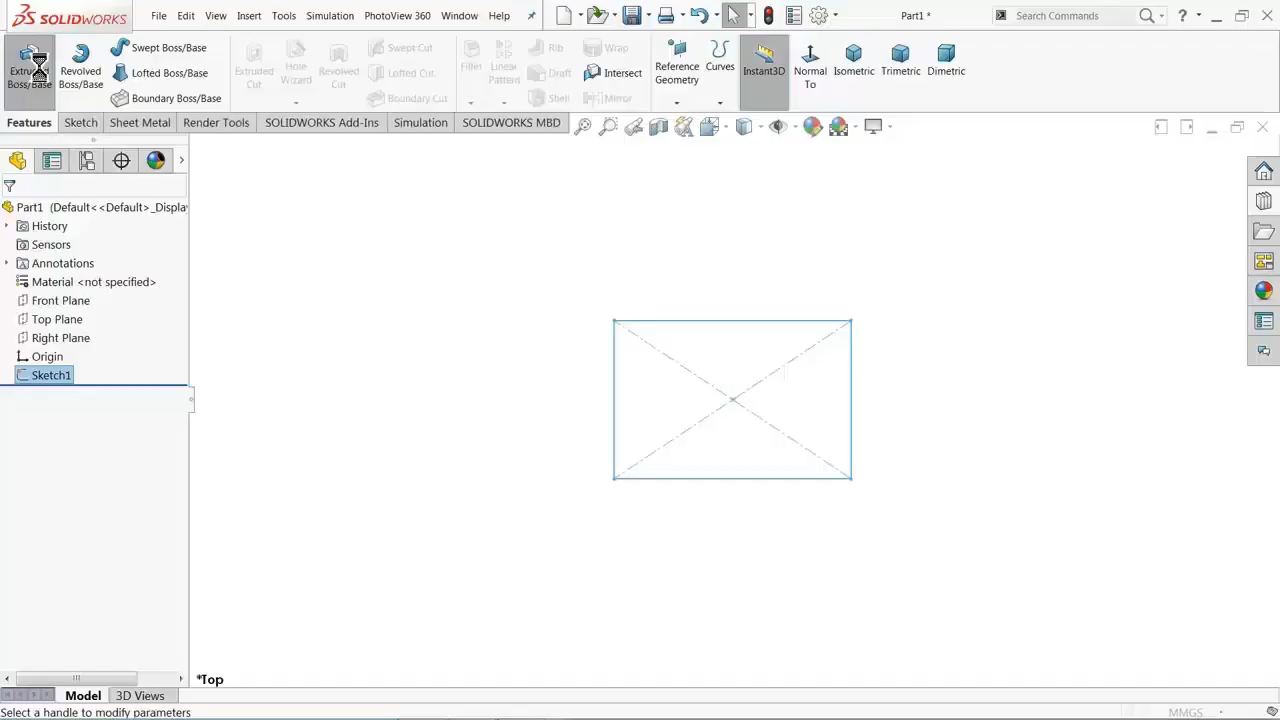 SOLIDWORKS
File Edit View Insert Tools Simulation PhotoView 360 Window Help
Part1 *
Search Commands
?
Extruded Boss/Base
Revolved Boss/Base
Swept Boss/Base
Lofted Boss/Base
Boundary Boss/Base
Extruded Cut
Hole Wizard
Revolved Cut
Swept Cut
Lofted Cut
Boundary Cut
Fillet
Linear Pattern
Rib
Draft
Shell
Wrap
Intersect
Mirror
Reference Geometry
Curves
Instant3D
Normal To
Isometric
Trimetric
Dimetric
Features Sketch Sheet Metal Render Tools SOLIDWORKS Add-Ins Simulation SOLIDWORKS MBD
Part1 (Default<<Default>_Displa
History
Sensors
Annotations
Material <not specified>
Front Plane
Top Plane
Right Plane
Origin
Sketch1
*Top
Model 3D Views
Select a handle to modify parameters
MMGS